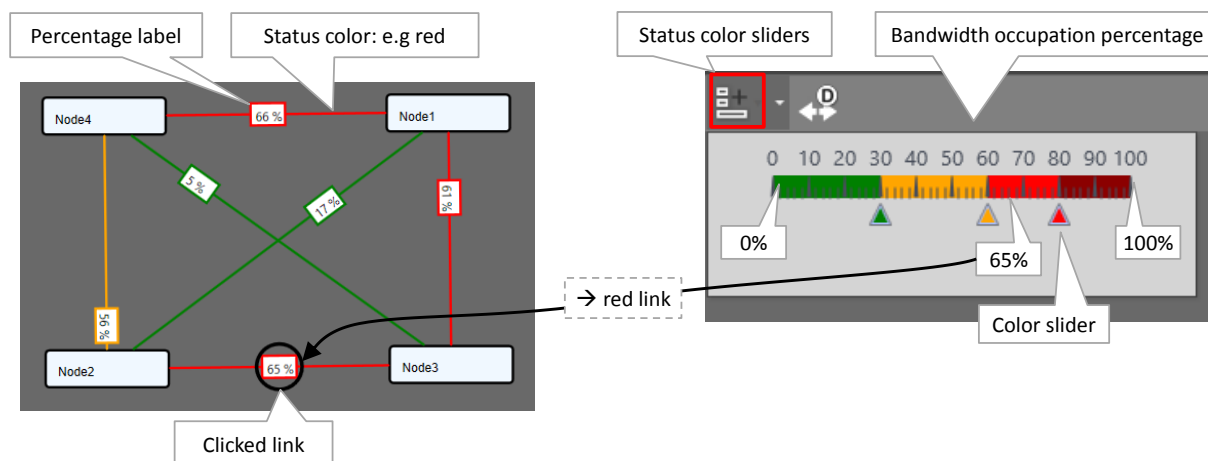 Percentage label
Status color: e.g red
Status color sliders
Bandwidth occupation percentage
Node4
66 %
Node1
D
0 10 20 30 40 50 60 70 80 90 100
5 %
17 %
61 %
0%
65%
100%
→ red link
56 %
Color slider
Node2
65 %
Node3
Clicked link